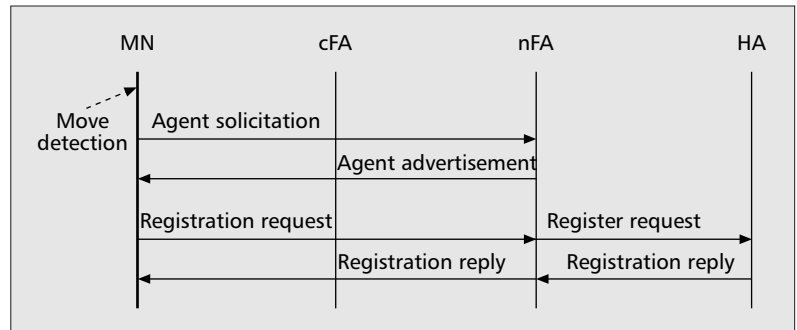 MN cFA nFA HA
Move
detection
Agent solicitation
Agent advertisement
Registration request Register request
Registration reply Registration reply